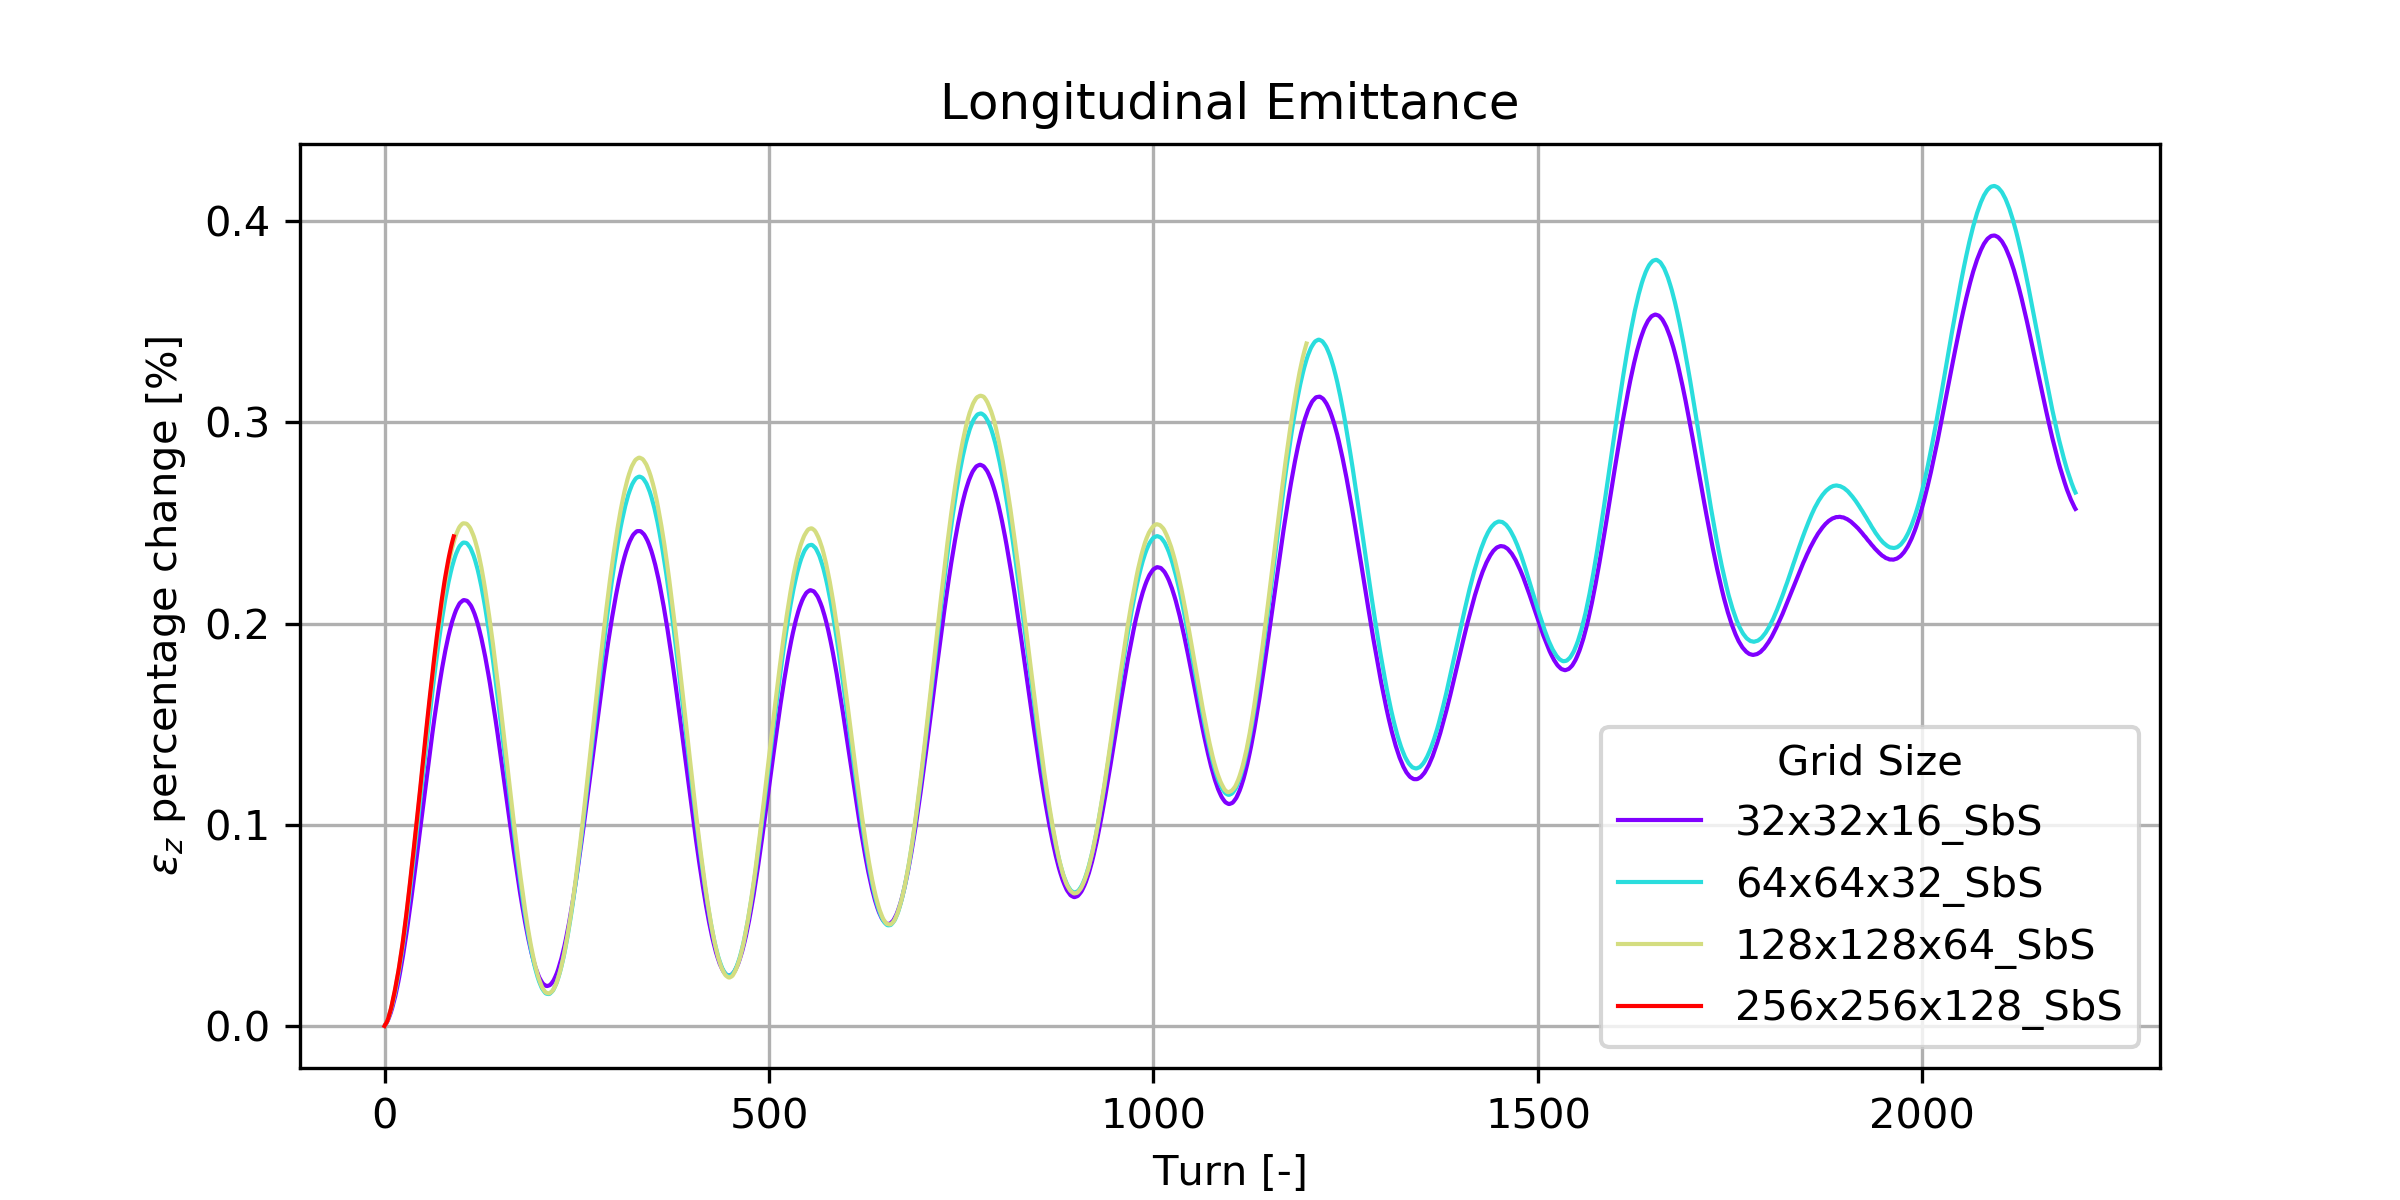 Longitudinal Emittance
ε_z percentage change [%]
0.4
0.3
0.2
0.1
0.0
Grid Size
32x32x16_SbS
64x64x32_SbS
128x128x64_SbS
256x256x128_SbS
0 500 1000 1500 2000
Turn [-]